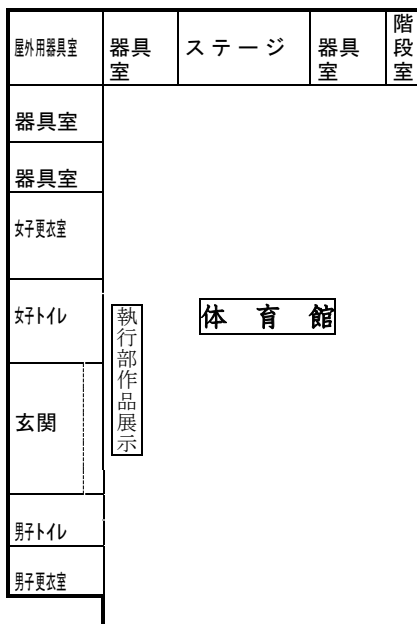 屋外用器具室
器具
室
ステージ
器具
室
階
段
室
器具室
器具室
女子更衣室
女子トイレ
執行部作品展示
体育館
玄関
男子トイレ
男子更衣室